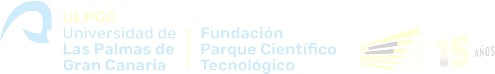 ULPGC
Universidad de
Las Palmas de
Gran Canaria
Fundación
Parque Científico
Tecnológico
15 AÑOS